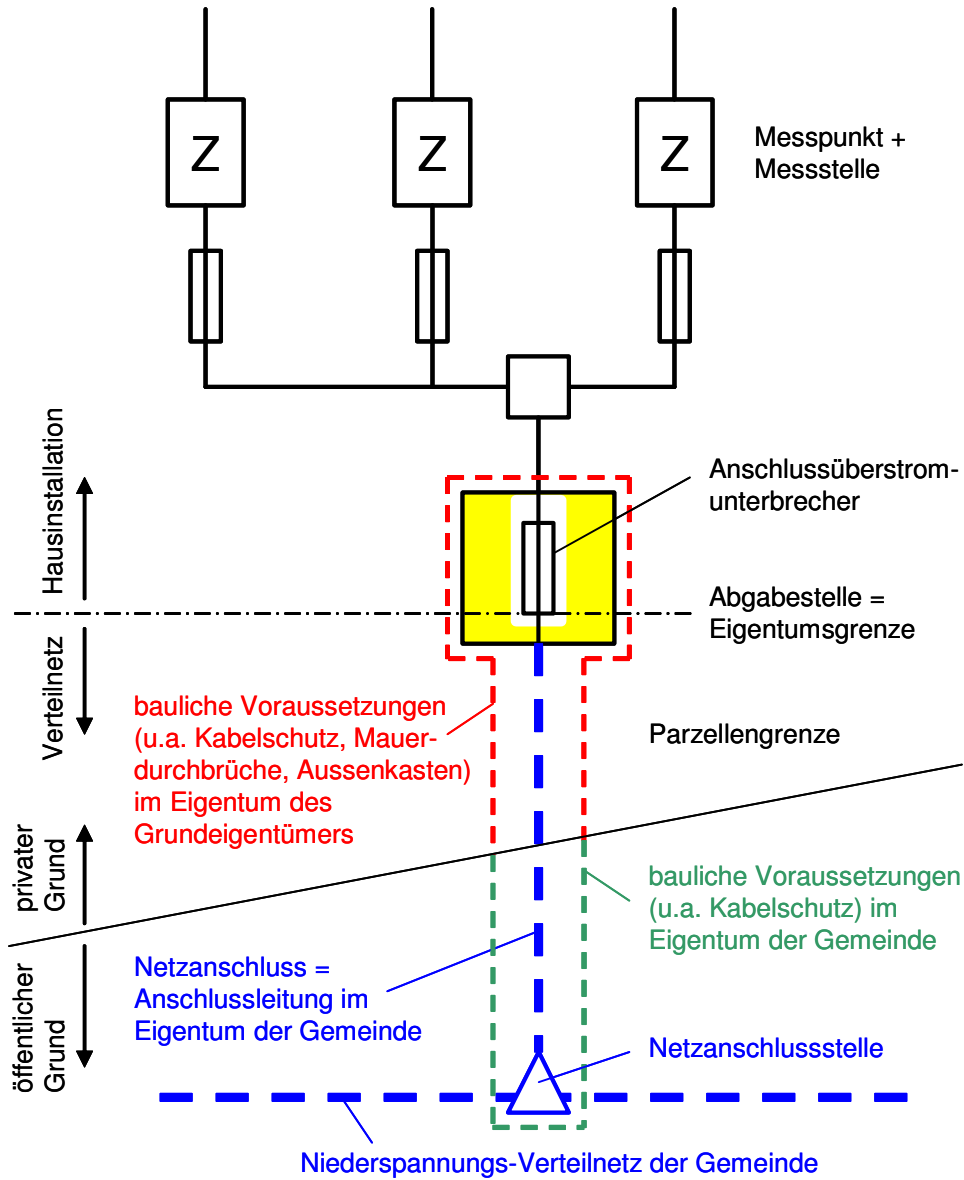 Z
Z
Z
Messpunkt +
Messstelle
Hausinstallation
Anschlussüberstrom-
unterbrecher
Abgabestelle =
Eigentumsgrenze
Verteilnetz
bauliche Voraussetzungen
(u.a. Kabelschutz, Mauer-
durchbrüche, Aussenkasten)
im Eigentum des
Grundeigentümers
Parzellengrenze
privater
Grund
bauliche Voraussetzungen
(u.a. Kabelschutz) im
Eigentum der Gemeinde
öffentlicher
Grund
Netzanschluss =
Anschlussleitung im
Eigentum der Gemeinde
Netzanschlussstelle
Niederspannungs-Verteilnetz der Gemeinde